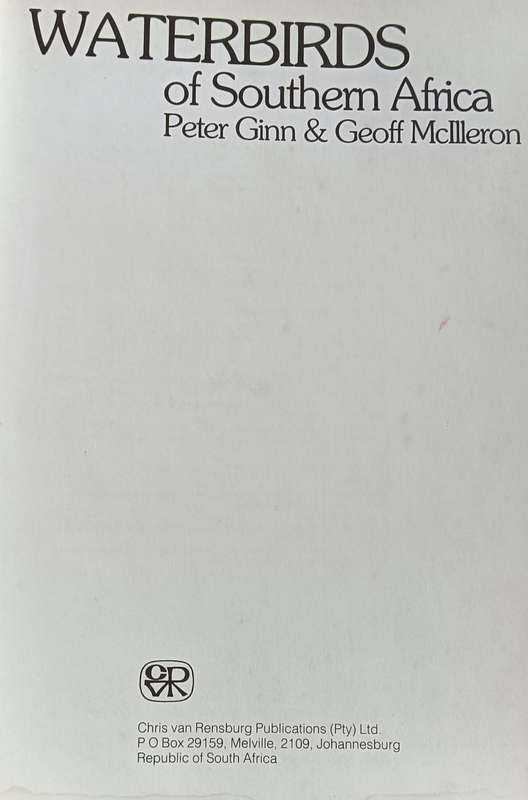 WATERBIRDS
of Southern Africa
Peter Ginn & Geoff McIlleron
CVR
Chris van Rensburg Publications (Pty) Ltd.
P O Box 29159, Melville, 2109, Johannesburg
Republic of South Africa